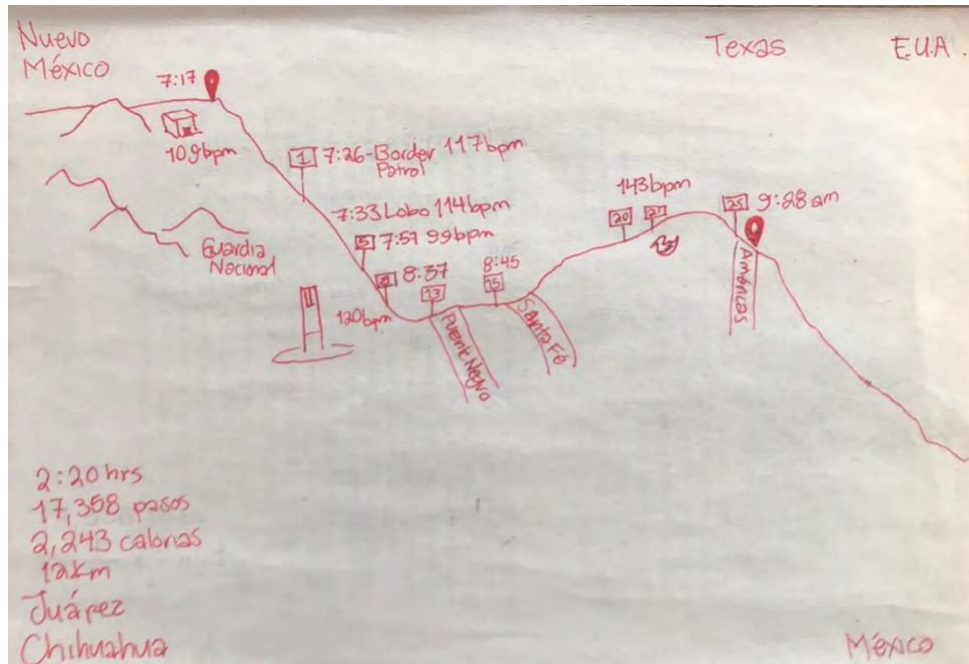 Nuevo
México
Texas
E.U.A.
7:17
109bpm
1
7:26-Border 117bpm
Patrol
7:33 Lobo 114bpm
5
7:51 99bpm
Guardia
Nacional
8
8:37
120bpm
13
Puente Negro
8:45
15
Santa Fé
143bpm
20
21
25
9:28 am
Américas
2:20 hrs
17,358 pasos
2,243 calorías
12km
Juárez
Chihuahua
México